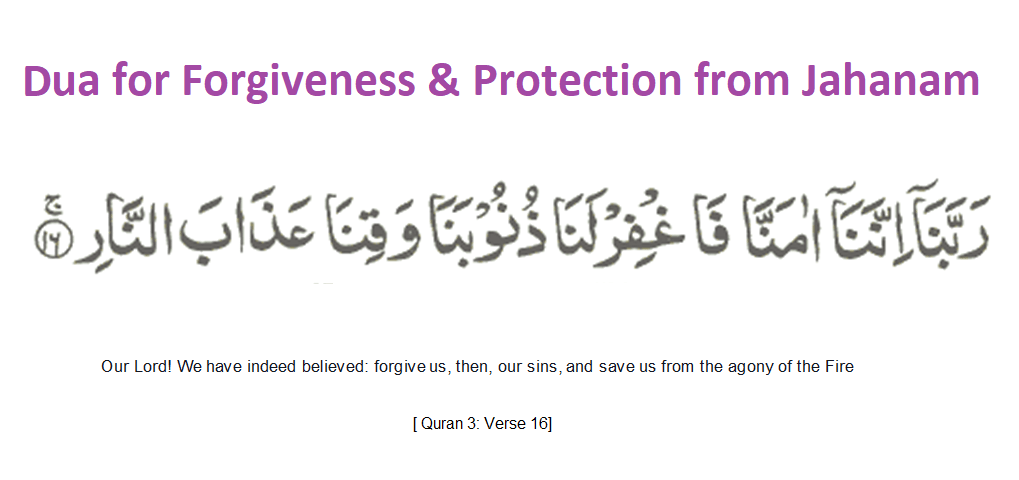 Dua for Forgiveness & Protection from Jahanam
رَبَّنَآ اِنَّنَآ اٰمَنَّا فَاغْفِرْلَنَا ذُنُوْبَنَا وَقِنَا عَذَابَ النَّارِ ۚ ﴿۱۶﴾
Our Lord! We have indeed believed: forgive us, then, our sins, and save us from the agony of the Fire
[ Quran 3: Verse 16]